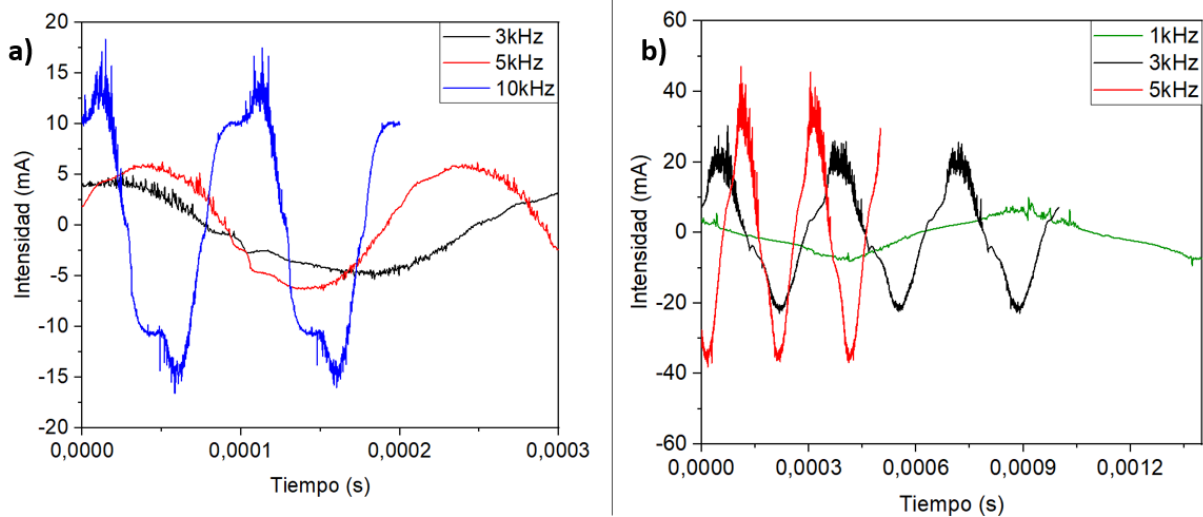 a)
20
15
10
5
0
-5
-10
-15
-20
Intensidad (mA)
3kHz
5kHz
10kHz
0,0000
0,0001
0,0002
0,0003
Tiempo (s)
b)
60
40
20
0
-20
-40
-60
Intensidad (mA)
1kHz
3kHz
5kHz
0,0000
0,0003
0,0006
0,0009
0,0012
Tiempo (s)